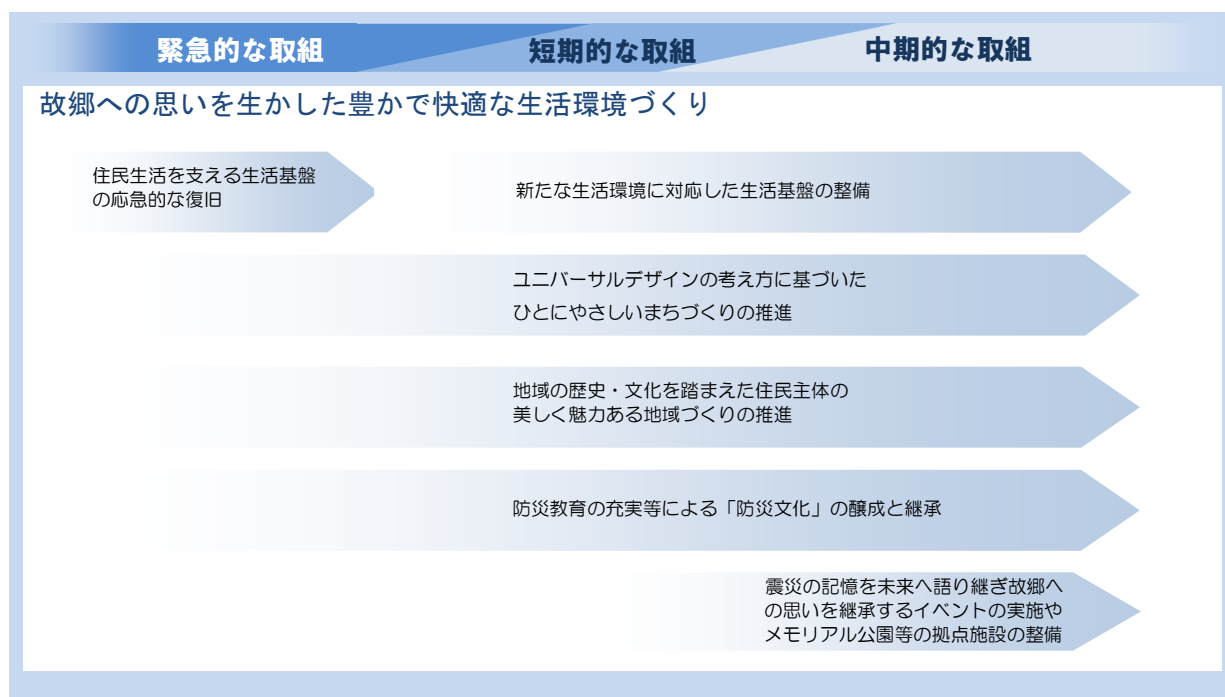 緊急的な取組
短期的な取組
中期的な取組
故郷への思いを生かした豊かで快適な生活環境づくり
住民生活を支える生活基盤
の応急的な復旧
新たな生活環境に対応した生活基盤の整備
ユニバーサルデザインの考え方に基づいた
ひとにやさしいまちづくりの推進
地域の歴史・文化を踏まえた住民主体の
美しく魅力ある地域づくりの推進
防災教育の充実等による「防災文化」の醸成と継承
震災の記憶を未来へ語り継ぎ故郷へ
の思いを継承するイベントの実施や
メモリアル公園等の拠点施設の整備